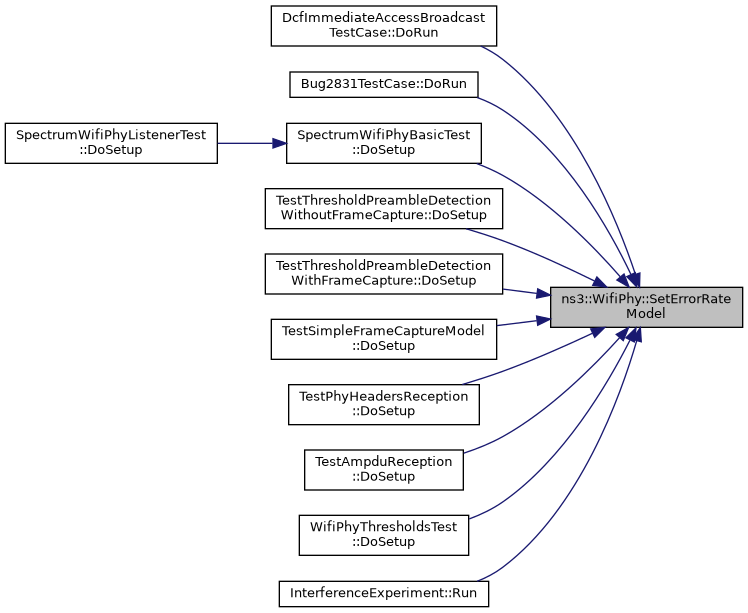 DcfImmediateAccessBroadcast
TestCase::DoRun
Bug2831TestCase::DoRun
SpectrumWifiPhyListenerTest
::DoSetup
SpectrumWifiPhyBasicTest
::DoSetup
TestThresholdPreambleDetection
WithoutFrameCapture::DoSetup
TestThresholdPreambleDetection
WithFrameCapture::DoSetup
ns3::WifiPhy::SetErrorRate
Model
TestSimpleFrameCaptureModel
::DoSetup
TestPhyHeadersReception
::DoSetup
TestAmpduReception
::DoSetup
WifiPhyThresholdsTest
::DoSetup
InterferenceExperiment::Run